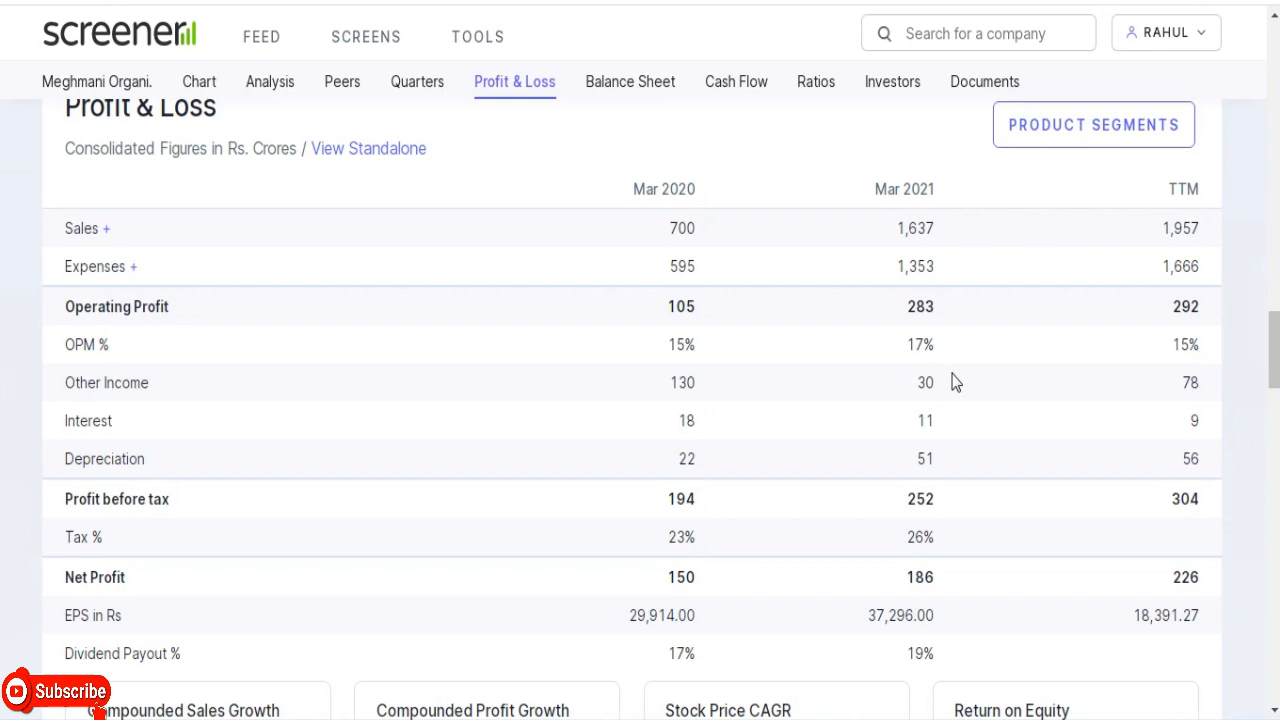 screener FEED SCREENS TOOLS Search for a company RAHUL
Meghmani Organi. Chart Analysis Peers Quarters Profit & Loss Balance Sheet Cash Flow Ratios Investors Documents
Profit & Loss
PRODUCT SEGMENTS
Consolidated Figures in Rs. Crores / View Standalone
Mar 2020 Mar 2021 TTM
Sales + 700 1,637 1,957
Expenses + 595 1,353 1,666
Operating Profit 105 283 292
OPM % 15% 17% 15%
Other Income 130 30 78
Interest 18 11 9
Depreciation 22 51 56
Profit before tax 194 252 304
Tax % 23% 26%
Net Profit 150 186 226
EPS in Rs 29,914.00 37,296.00 18,391.27
Dividend Payout % 17% 19%
Subscribe
Compounded Sales Growth Compounded Profit Growth Stock Price CAGR Return on Equity